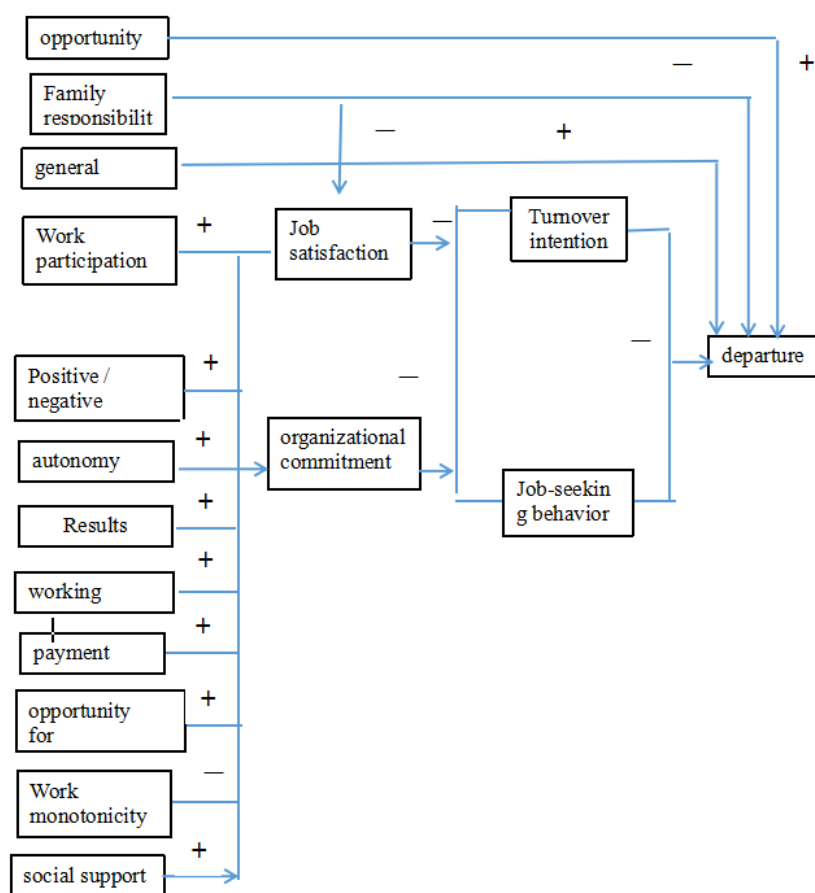 opportunity
—
+
Family
responsibilit
—
+
general
Work
participation
+
Job
satisfaction
—
Turnover
intention
Positive /
negative
+
—
—
departure
autonomy
+
organizational
commitment
Results
+
Job-seekin
g behavior
working
+
payment
+
opportunity
for
+
Work
monotonicity
—
social support
+